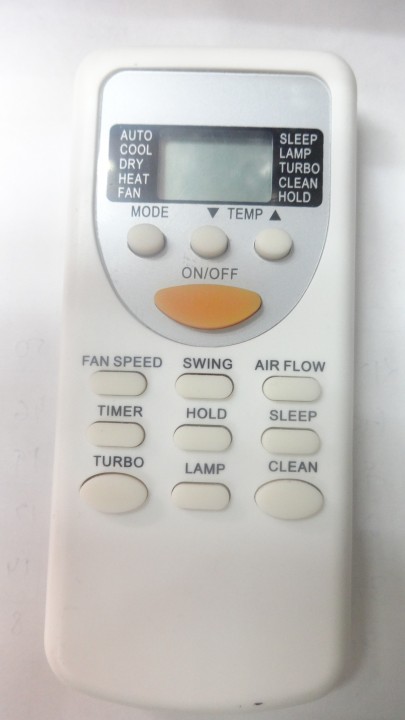 AUTO
COOL
DRY
HEAT
FAN
SLEEP
LAMP
TURBO
CLEAN
HOLD
MODE ▼ TEMP ▲
ON/OFF
FAN SPEED SWING AIR FLOW
TIMER HOLD SLEEP
TURBO LAMP CLEAN